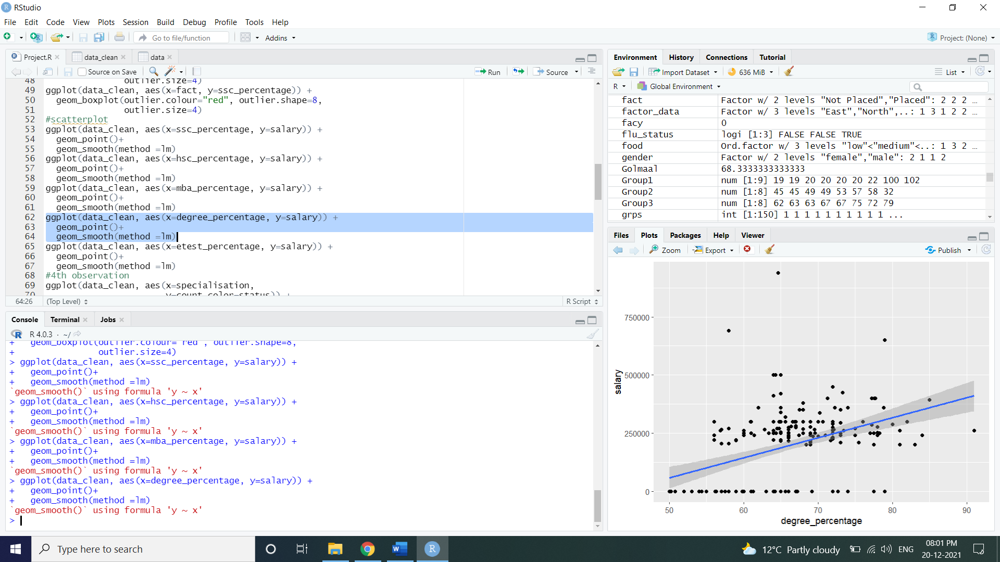 RStudio
File Edit Code View Plots Session Build Debug Profile Tools Help
Go to file/function Addins Project: (None)
Project.R data_clean data
Source on Save Run Source
48 outlier.size=4)
49 ggplot(data_clean, aes(x=fact, y=ssc_percentage)) +
50 geom_boxplot(outlier.colour="red", outlier.shape=8,
51 outlier.size=4)
52 #scatterplot
53 ggplot(data_clean, aes(x=ssc_percentage, y=salary)) +
54 geom_point()+
55 geom_smooth(method =lm)
56 ggplot(data_clean, aes(x=hsc_percentage, y=salary)) +
57 geom_point()+
58 geom_smooth(method =lm)
59 ggplot(data_clean, aes(x=mba_percentage, y=salary)) +
60 geom_point()+
61 geom_smooth(method =lm)
62 ggplot(data_clean, aes(x=degree_percentage, y=salary)) +
63 geom_point()+
64 geom_smooth(method =lm)
65 ggplot(data_clean, aes(x=etest_percentage, y=salary)) +
66 geom_point()+
67 geom_smooth(method =lm)
68 #4th observation
69 ggplot(data_clean, aes(x=specialisation,
70 y=count,color=status)) +
64:26 (Top Level) R Script
Console Terminal Jobs
R 4.0.3 · ~/
+ geom_boxplot(outlier.colour="red", outlier.shape=8,
+ outlier.size=4)
> ggplot(data_clean, aes(x=ssc_percentage, y=salary)) +
+ geom_point()+
+ geom_smooth(method =lm)
`geom_smooth()` using formula 'y ~ x'
> ggplot(data_clean, aes(x=hsc_percentage, y=salary)) +
+ geom_point()+
+ geom_smooth(method =lm)
`geom_smooth()` using formula 'y ~ x'
> ggplot(data_clean, aes(x=mba_percentage, y=salary)) +
+ geom_point()+
+ geom_smooth(method =lm)
`geom_smooth()` using formula 'y ~ x'
> ggplot(data_clean, aes(x=degree_percentage, y=salary)) +
+ geom_point()+
+ geom_smooth(method =lm)
`geom_smooth()` using formula 'y ~ x'
>
Environment History Connections Tutorial
Import Dataset 636 MiB List
R Global Environment
fact Factor w/ 2 levels "Not Placed","Placed": 2 2 2 …
factor_data Factor w/ 3 levels "East","North",..: 1 3 1 2 2 …
facy 0
flu_status logi [1:3] FALSE FALSE TRUE
food Ord.factor w/ 3 levels "low"<"medium"<..: 1 3 2 …
gender Factor w/ 2 levels "female","male": 2 1 1 2
Golmaal 68.3333333333333
Group1 num [1:9] 19 19 20 20 20 20 22 100 102
Group2 num [1:8] 45 45 49 49 53 57 58 32
Group3 num [1:8] 62 63 63 67 67 75 72 79
grps int [1:150] 1 1 1 1 1 1 1 1 1 1 ...
Files Plots Packages Help Viewer
Zoom Export Publish
750000
500000
250000
0
salary
50 60 70 80 90
degree_percentage
Type here to search
12°C Partly cloudy ENG
08:01 PM
20-12-2021